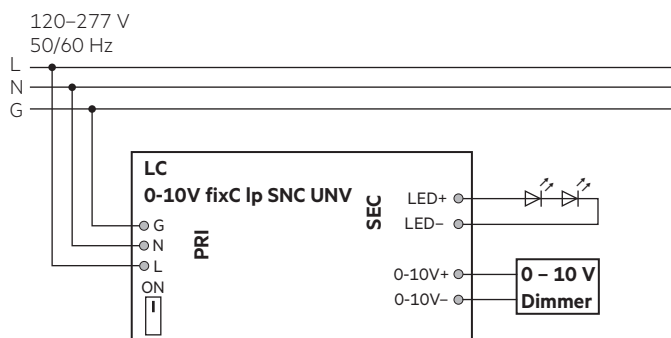 120–277 V
50/60 Hz
L
N
G
LC
0-10V fixC lp SNC UNV
PRI
SEC
G
N
L
ON
I
LED+
LED–
0-10V+
0-10V–
0 – 10 V
Dimmer